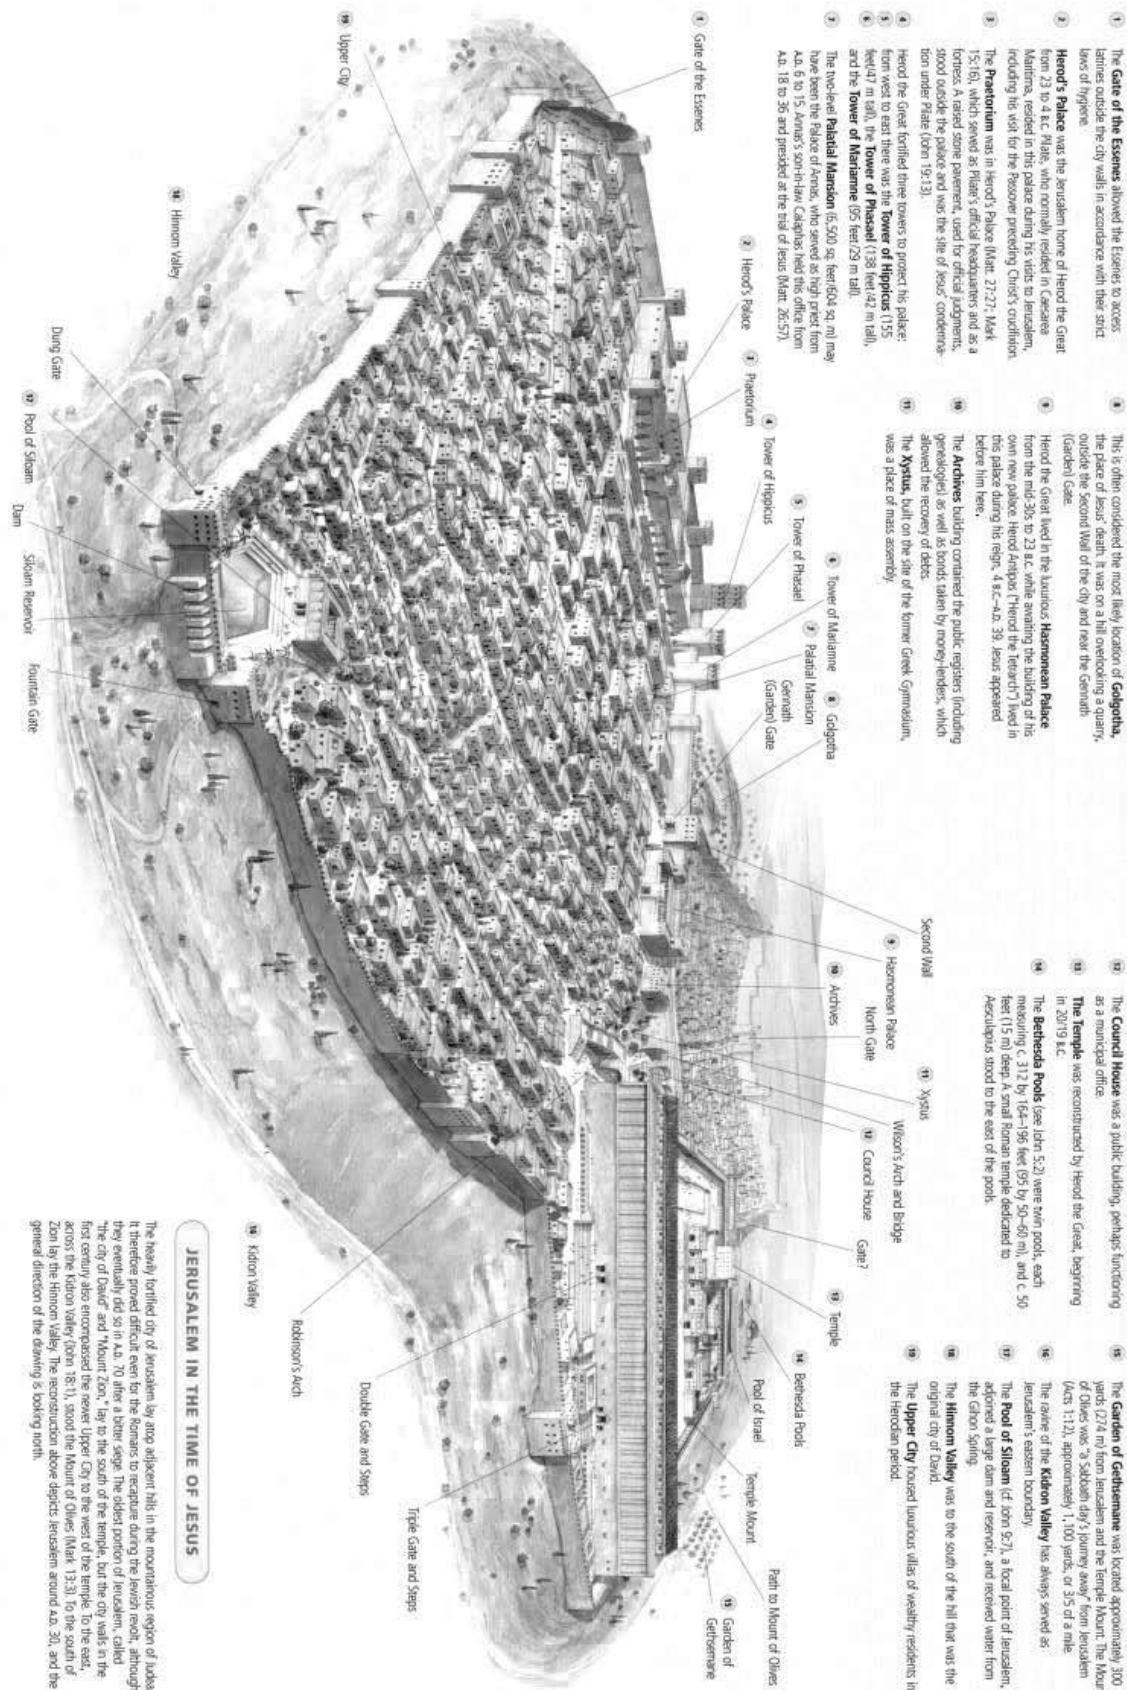 1 The Gate of the Essenes allowed the Essenes to access
latrines outside the city walls in accordance with their strict
laws of hygiene.
2 Herod's Palace was the Jerusalem home of Herod the Great
from 23 to 4 B.C. Pilate, who normally resided in Caesarea
Maritima, resided in this palace during his visits to Jerusalem,
including his visit for the Passover preceding Christ's crucifixion.
3 The Praetorium was in Herod's Palace (Matt. 27:27; Mark
15:16), which served as Pilate's official headquarters and as a
fortress. A raised stone pavement, used for official judgments,
stood outside the palace and was the site of Jesus' condemna-
tion under Pilate (John 19:13).
4 Herod the Great fortified three towers to protect his palace:
5 from west to east there was the Tower of Hippicus (155
6 feet/47 m tall), the Tower of Phasael (138 feet/42 m tall),
and the Tower of Mariamne (95 feet/29 m tall).
7 The two-level Palatial Mansion (6,500 sq. feet/604 sq. m) may
have been the Palace of Annas, who served as high priest from
A.D. 6 to 15. Annas's son-in-law Caiaphas held this office from
A.D. 18 to 36 and presided at the trial of Jesus (Matt. 26:57).
8 This is often considered the most likely location of Golgotha,
the place of Jesus' death. It was on a hill overlooking a quarry,
outside the Second Wall of the city and near the Gennath
(Garden) Gate.
9 Herod the Great lived in the luxurious Hasmonean Palace
from the mid-30s to 23 B.C. while awaiting the building of his
own new palace. Herod Antipas ("Herod the Tetrarch") lived in
this palace during his reign, 4 B.C.–A.D. 39. Jesus appeared
before him here.
10 The Archives building contained the public registers (including
genealogies) as well as bonds taken by money-lenders, which
allowed the recovery of debts.
11 The Xystus, built on the site of the former Greek Gymnasium,
was a place of mass assembly.
12 The Council House was a public building, perhaps functioning
as a municipal office.
13 The Temple was reconstructed by Herod the Great, beginning
in 20/19 B.C.
14 The Bethesda Pools (see John 5:2) were twin pools, each
measuring c. 312 by 164–196 feet (95 by 50–60 m), and c. 50
feet (15 m) deep. A small Roman temple dedicated to
Aesculapius stood to the east of the pools.
15 The Garden of Gethsemane was located approximately 300
yards (274 m) from Jerusalem and the Temple Mount. The Mour
of Olives was "a Sabbath day's journey away" from Jerusalem
(Acts 1:12), approximately 1,100 yards, or 3/5 of a mile.
16 The ravine of the Kidron Valley has always served as
Jerusalem's eastern boundary.
17 The Pool of Siloam (cf. John 9:7), a focal point of Jerusalem,
adjoined a large dam and reservoir, and received water from
the Gihon Spring.
18 The Hinnom Valley was to the south of the hill that was the
original city of David.
19 The Upper City housed luxurious villas of wealthy residents in
the Herodian period.
1 Gate of the Essenes
2 Herod's Palace
3 Praetorium
4 Tower of Hippicus
5 Tower of Phasael
6 Tower of Mariamne
7 Palatial Mansion
8 Golgotha
Gennath
(Garden) Gate
Second Wall
9 Hasmonean Palace
10 Archives
North Gate
11 Xystus
Wilson's Arch and Bridge
12 Council House
Gate?
13 Temple
14 Bethesda Pools
Pool of Israel
Temple Mount
Path to Mount of Olives
15 Garden of
Gethsemane
19 Upper City
18 Hinnom Valley
Dung Gate
17 Pool of Siloam
Dam
Siloam Reservoir
Fountain Gate
16 Kidron Valley
Robinson's Arch
Double Gate and Steps
Triple Gate and Steps
JERUSALEM IN THE TIME OF JESUS
The heavily fortified city of Jerusalem lay atop adjacent hills in the mountainous region of Judea
It therefore proved difficult even for the Romans to recapture during the Jewish revolt, although
they eventually did so in A.D. 70 after a bitter siege. The oldest portion of Jerusalem, called
"the city of David" and "Mount Zion," lay to the south of the temple, but the city walls in the
first century also encompassed the newer Upper City to the west of the temple. To the east,
across the Kidron Valley (John 18:1), stood the Mount of Olives (Mark 13:3). To the south of
Zion lay the Hinnom Valley. The reconstruction above depicts Jerusalem around A.D. 30, and the
general direction of the drawing is looking north.